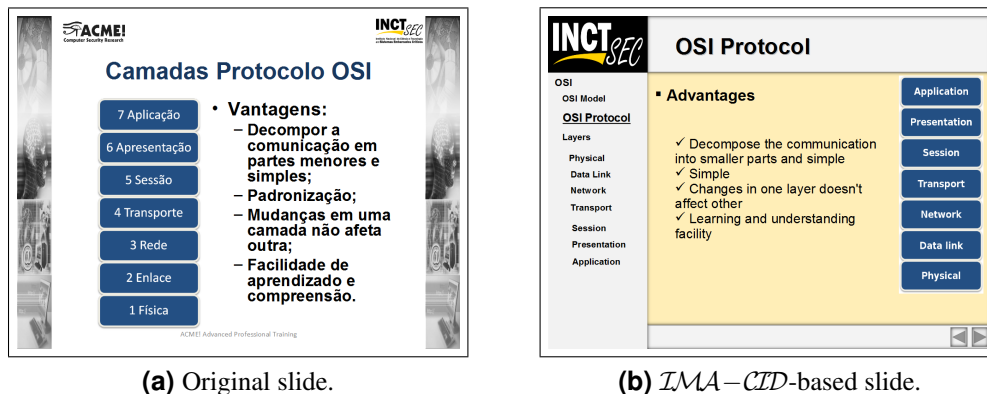 ACME!
Computer Security Research
INCT SEC
Camadas Protocolo OSI
7 Aplicação
6 Apresentação
5 Sessão
4 Transporte
3 Rede
2 Enlace
1 Física
• Vantagens:
– Decompor a
comunicação em
partes menores e
simples;
– Padronização;
– Mudanças em uma
camada não afeta
outra;
– Facilidade de
aprendizado e
compreensão.
ACME! Advanced Professional Training
(a) Original slide.
INCT SEC
OSI Protocol
OSI
OSI Model
OSI Protocol
Layers
Physical
Data Link
Network
Transport
Session
Presentation
Application
▪ Advantages
✓ Decompose the communication
into smaller parts and simple
✓ Simple
✓ Changes in one layer doesn't
affect other
✓ Learning and understanding
facility
Application
Presentation
Session
Transport
Network
Data link
Physical
(b) IMA−CID-based slide.